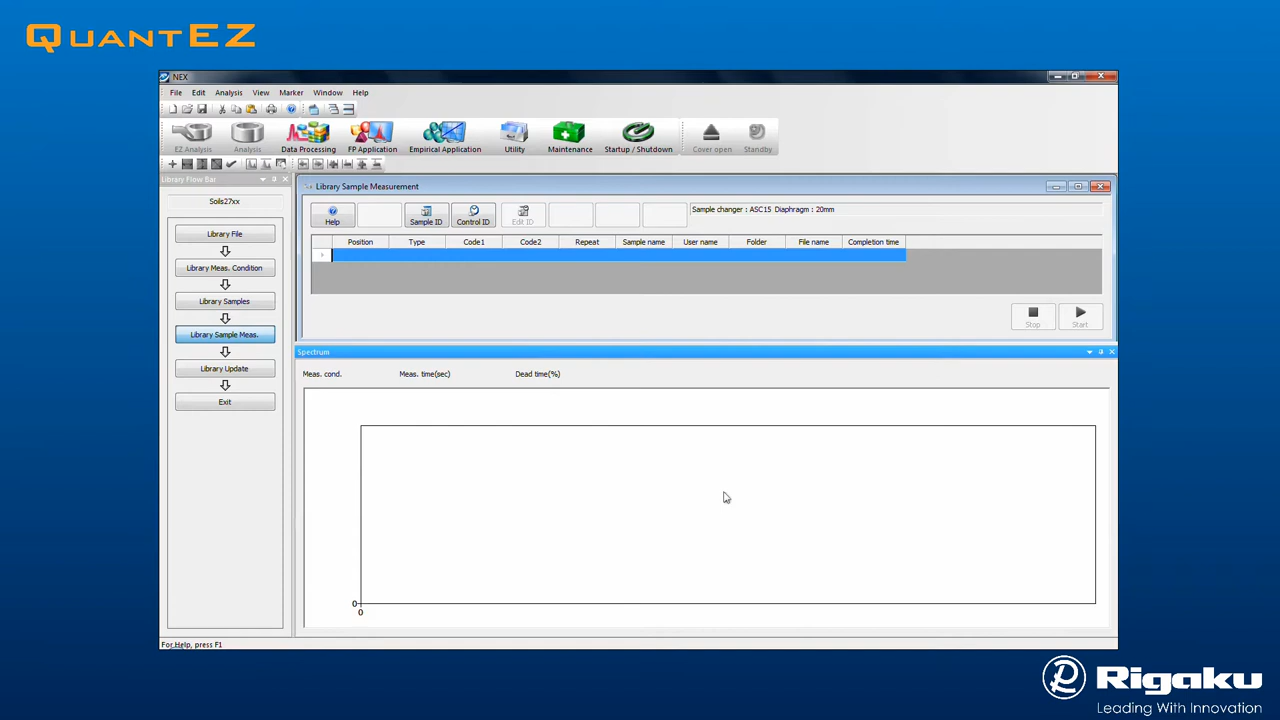 QUANTEZ
NEX
File Edit Analysis View Marker Window Help
EZ Analysis Analysis Data Processing FP Application Empirical Application Utility Maintenance Startup / Shutdown Cover open Standby
Library Flow Bar
Soils27xx
Library File
Library Meas. Condition
Library Samples
Library Sample Meas.
Library Update
Exit
Library Sample Measurement
Help Sample ID Control ID Edit ID
Sample changer : ASC15 Diaphragm : 20mm
Position Type Code1 Code2 Repeat Sample name User name Folder File name Completion time
Stop Start
Spectrum
Meas. cond. Meas. time(sec) Dead time(%)
0
0
For Help, press F1
Rigaku
Leading With Innovation